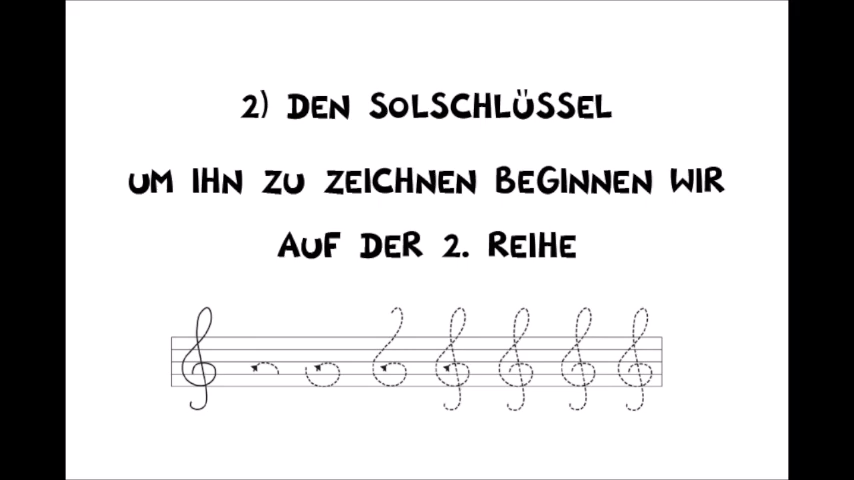 2) DEN SOLSCHLÜSSEL
UM IHN ZU ZEICHNEN BEGINNEN WIR
AUF DER 2. REIHE